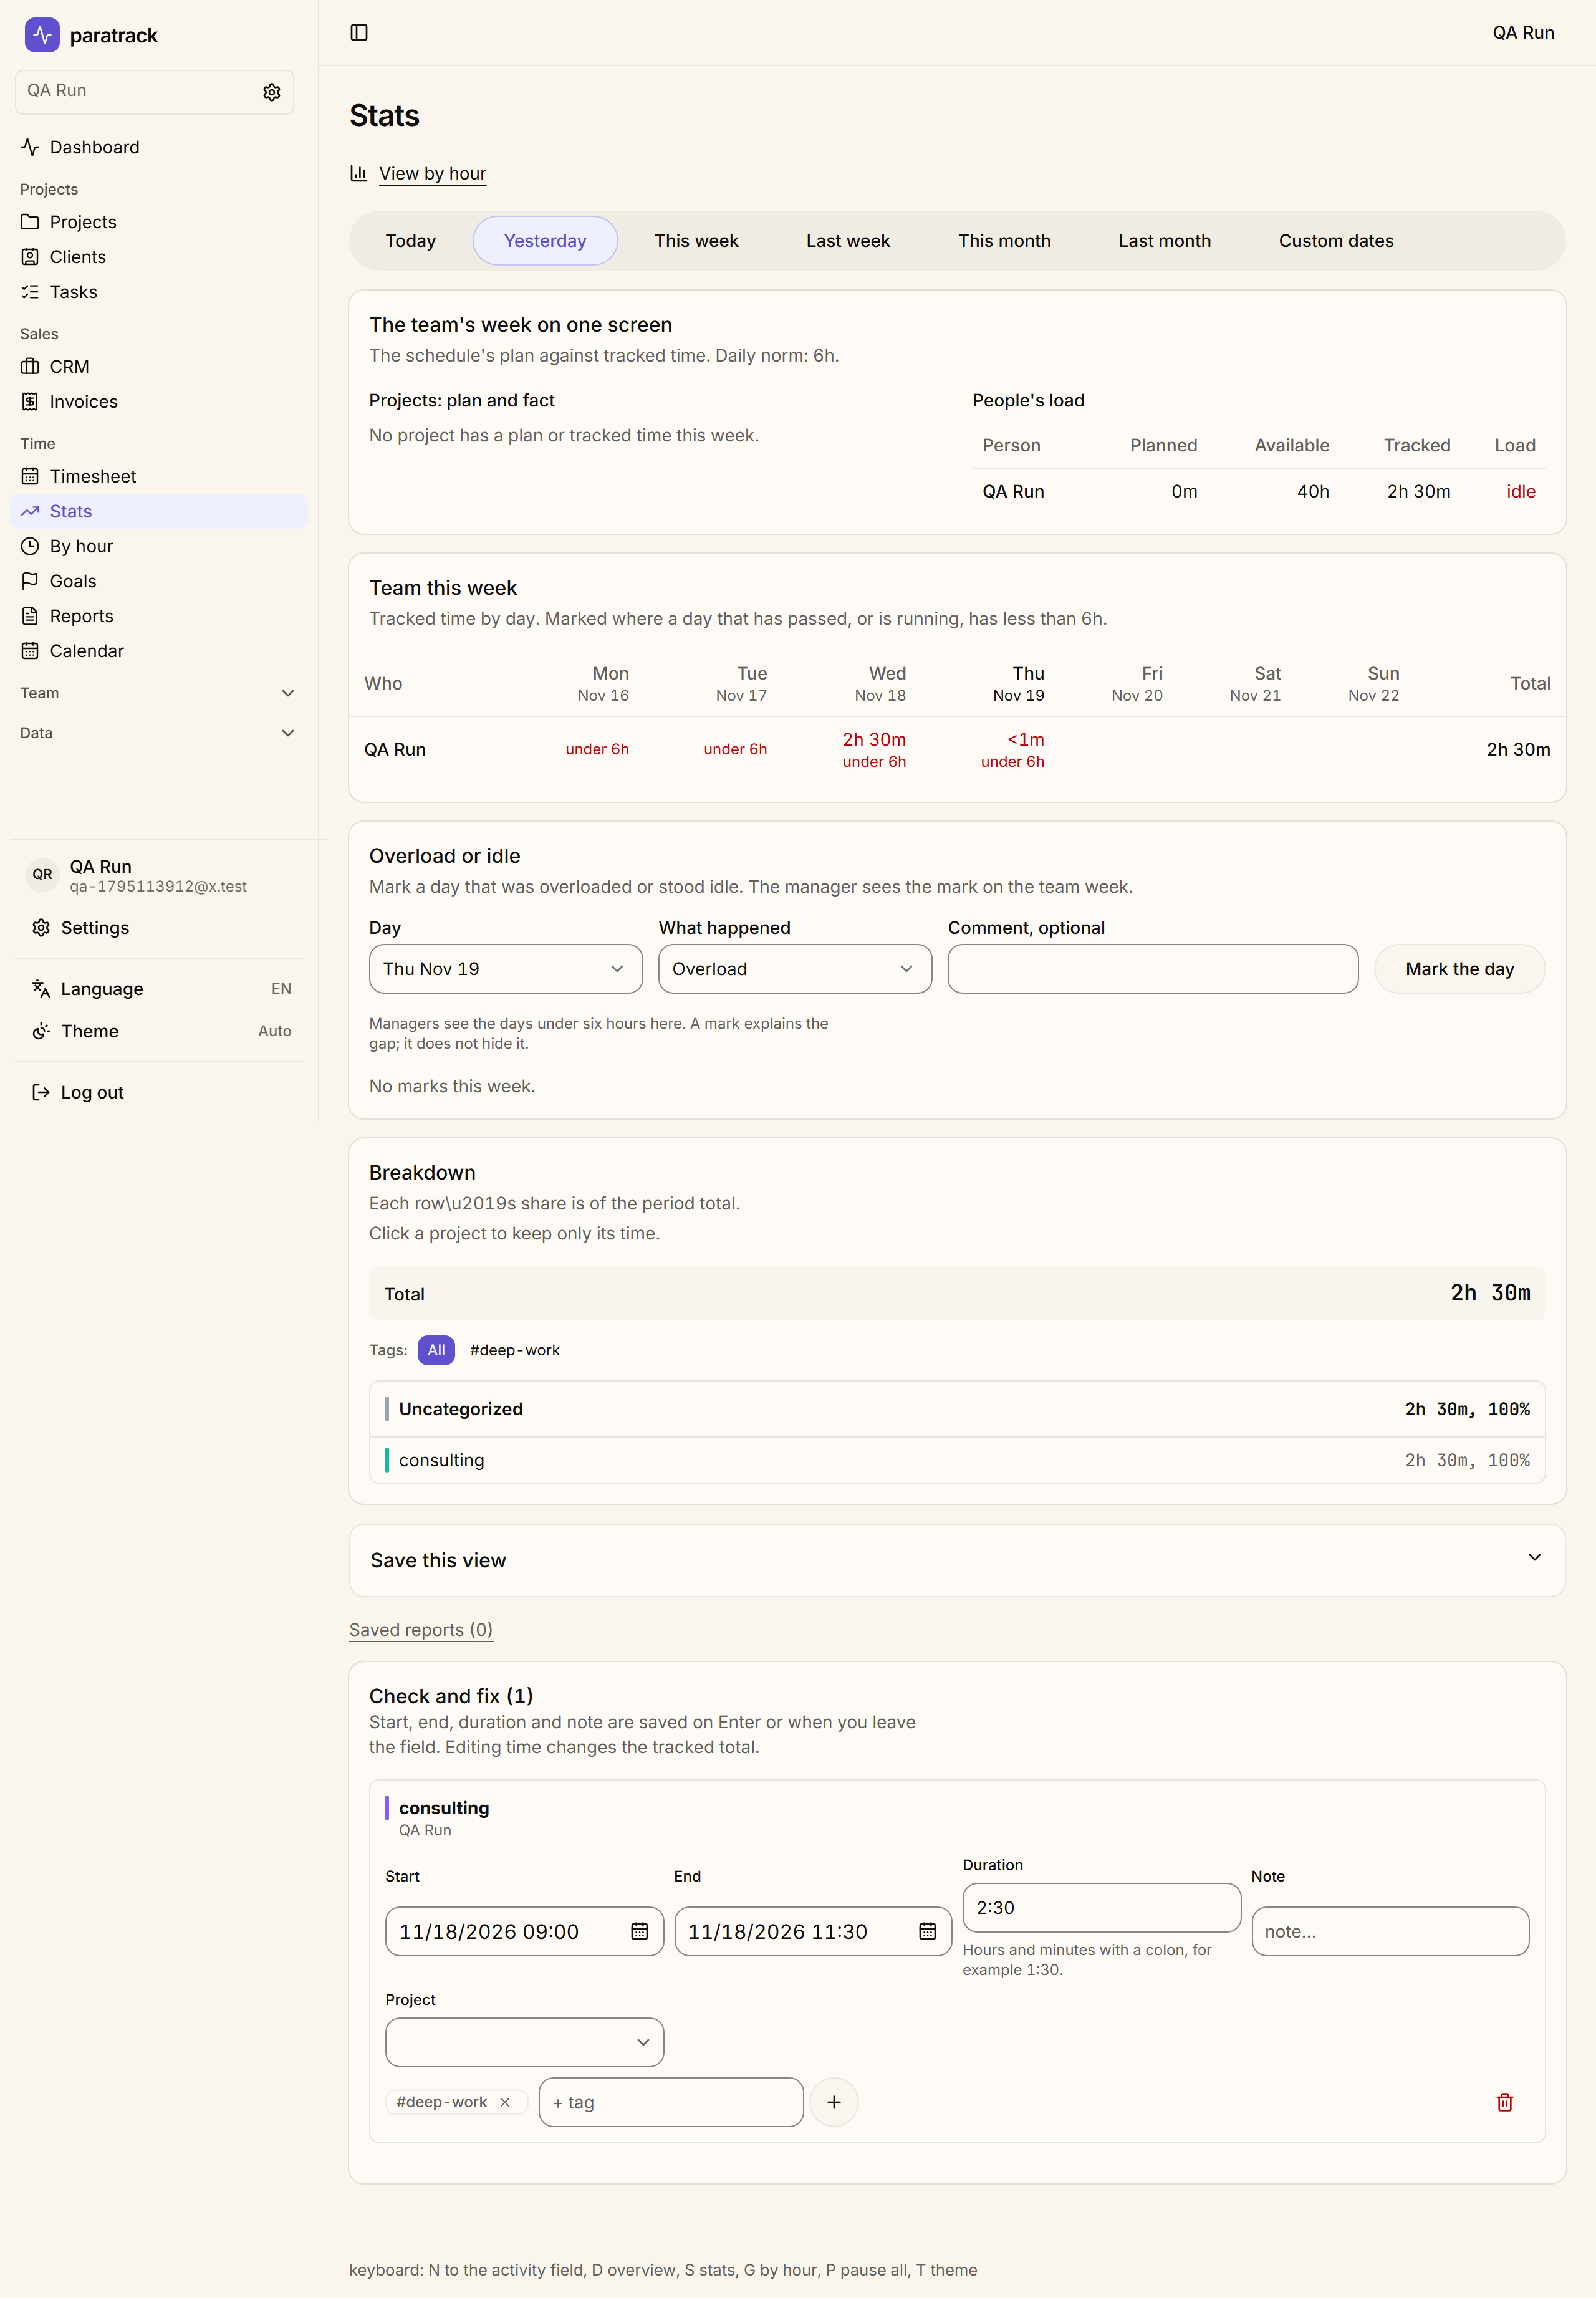 paratrack
QA Run
QA Run
Dashboard
Projects
Projects
Clients
Tasks
Sales
CRM
Invoices
Time
Timesheet
Stats
By hour
Goals
Reports
Calendar
Team
Data
QR
QA Run
qa-1795113912@x.test
Settings
Language EN
Theme Auto
Log out
Stats
View by hour
Today Yesterday This week Last week This month Last month Custom dates
The team's week on one screen
The schedule's plan against tracked time. Daily norm: 6h.
Projects: plan and fact
No project has a plan or tracked time this week.
People's load
Person Planned Available Tracked Load
QA Run 0m 40h 2h 30m idle
Team this week
Tracked time by day. Marked where a day that has passed, or is running, has less than 6h.
Who Mon Tue Wed Thu Fri Sat Sun Total
Nov 16 Nov 17 Nov 18 Nov 19 Nov 20 Nov 21 Nov 22
QA Run under 6h under 6h 2h 30m <1m 2h 30m
under 6h under 6h
Overload or idle
Mark a day that was overloaded or stood idle. The manager sees the mark on the team week.
Day What happened Comment, optional
Thu Nov 19 Overload Mark the day
Managers see the days under six hours here. A mark explains the
gap; it does not hide it.
No marks this week.
Breakdown
Each row\u2019s share is of the period total.
Click a project to keep only its time.
Total 2h 30m
Tags: All #deep-work
Uncategorized 2h 30m, 100%
consulting 2h 30m, 100%
Save this view
Saved reports (0)
Check and fix (1)
Start, end, duration and note are saved on Enter or when you leave
the field. Editing time changes the tracked total.
consulting
QA Run
Start End Duration Note
11/18/2026 09:00 11/18/2026 11:30 2:30 note...
Hours and minutes with a colon, for
example 1:30.
Project
#deep-work × + tag +
keyboard: N to the activity field, D overview, S stats, G by hour, P pause all, T theme